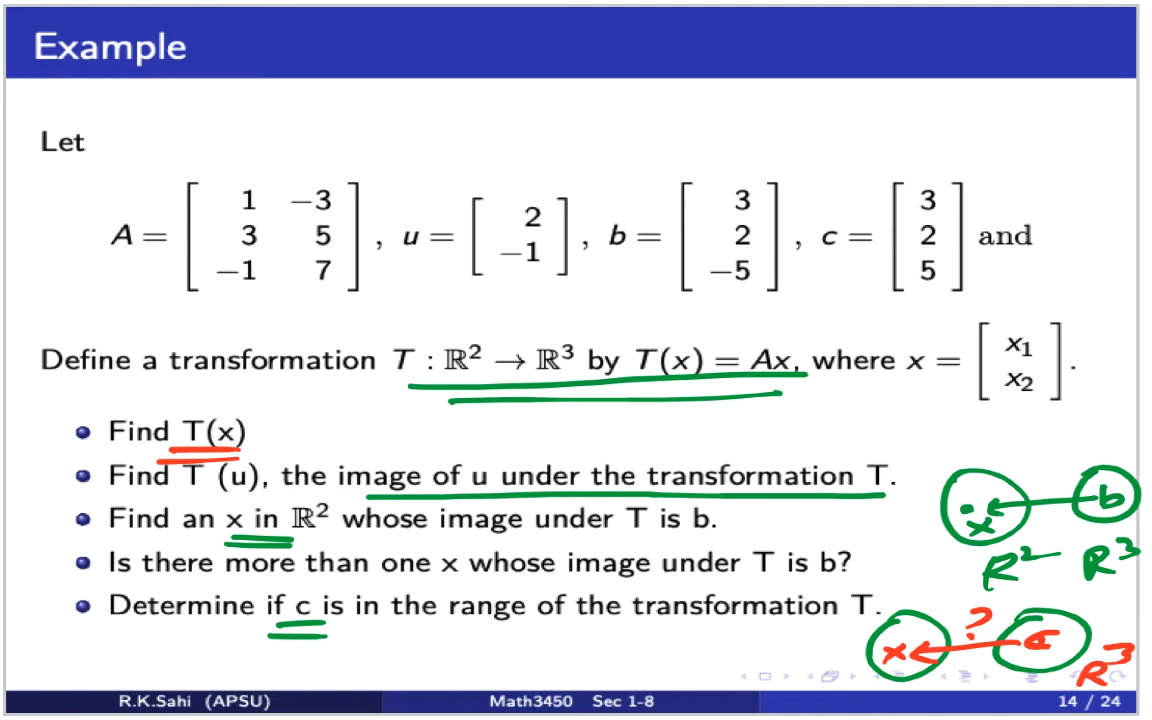 Example
Let
A = [ 1 −3 ; 3 5 ; −1 7 ] , u = [ 2 ; −1 ] , b = [ 3 ; 2 ; −5 ] , c = [ 3 ; 2 ; 5 ] and
Define a transformation T : ℝ² → ℝ³ by T(x) = Ax, where x = [ x₁ ; x₂ ] .
Find T(x)
Find T (u), the image of u under the transformation T.
Find an x in ℝ² whose image under T is b.
Is there more than one x whose image under T is b?
Determine if c is in the range of the transformation T.
x b
R² R³
x ? c
R³
R.K.Sahi (APSU) Math3450 Sec 1-8 14 / 24